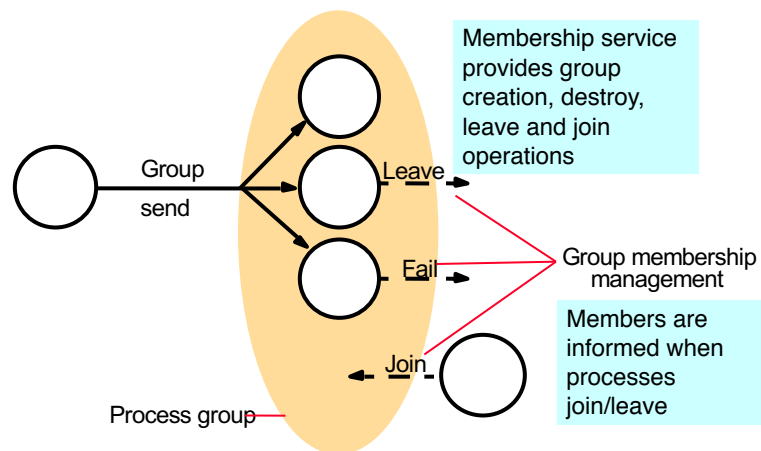 Membership service
provides group
creation, destroy,
leave and join
operations
Group
send
Leave
Fail
Group membership
management
Join
Members are
informed when
processes
join/leave
Process group